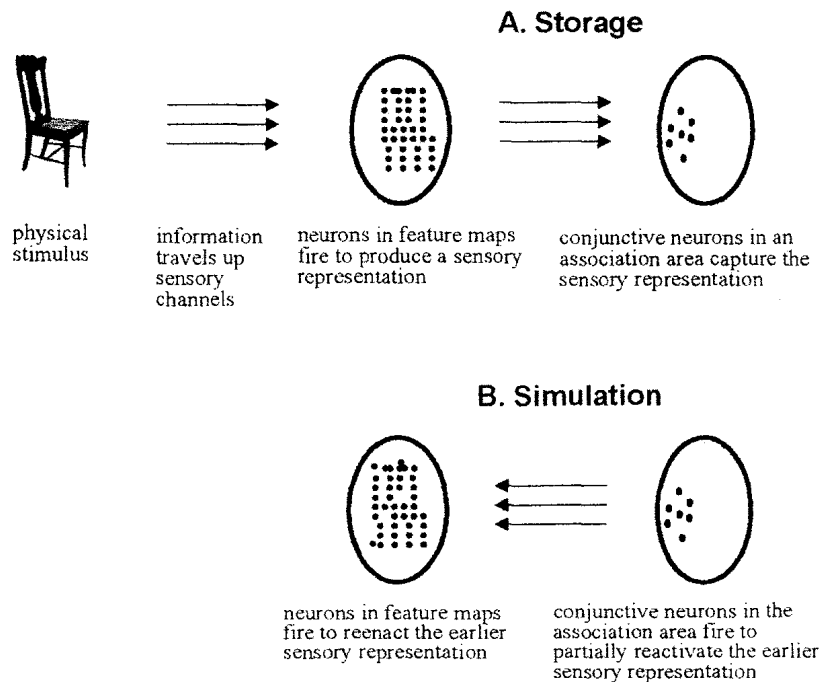 A. Storage
physical
stimulus
information
travels up
sensory
channels
neurons in feature maps
fire to produce a sensory
representation
conjunctive neurons in an
association area capture the
sensory representation
B. Simulation
neurons in feature maps
fire to reenact the earlier
sensory representation
conjunctive neurons in the
association area fire to
partially reactivate the earlier
sensory representation